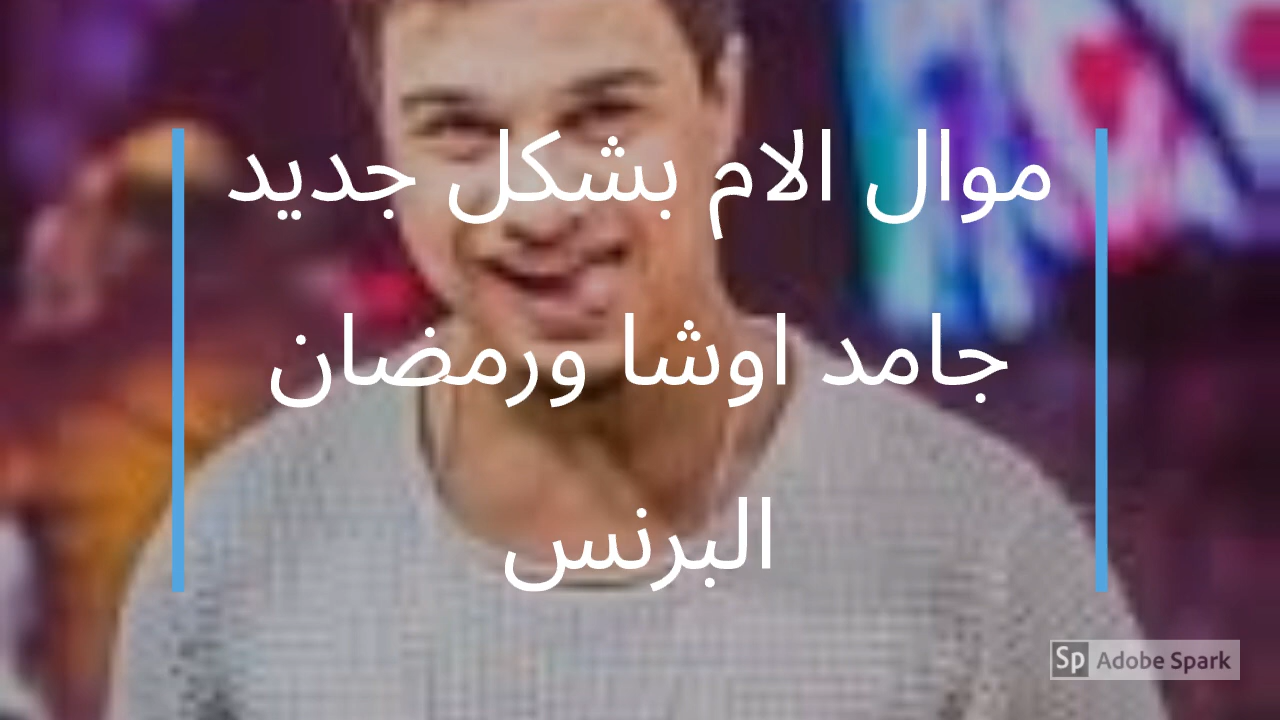 موال الام بشكل جديد
جامد اوشا ورمضان
البرنس
Sp Adobe Spark